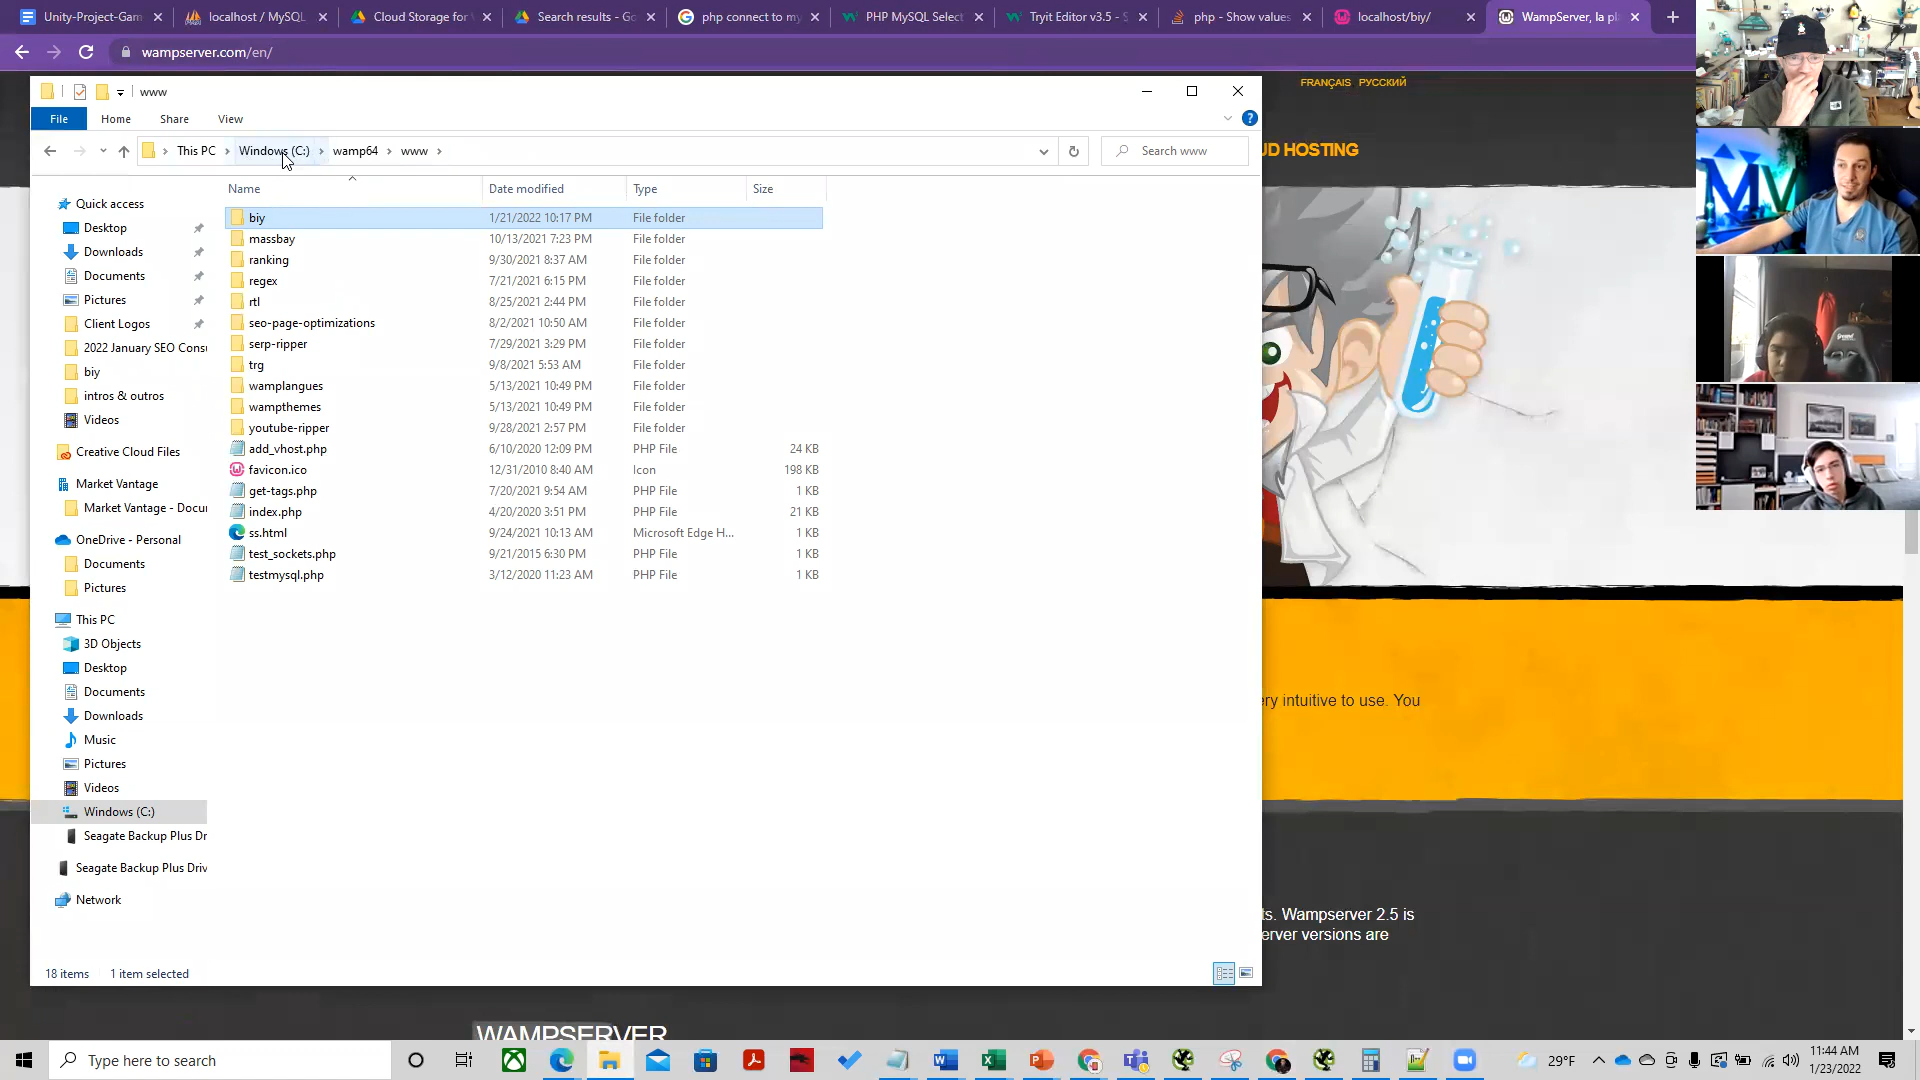 Unity-Project-Gam
localhost / MySQL
Cloud Storage for
Search results - Go
php connect to my
PHP MySQL Select
Tryit Editor v3.5 - S
php - Show values
localhost/biy/
WampServer, la pl
wampserver.com/en/
FRANÇAIS РУССКИЙ
UD HOSTING
www
File Home Share View
This PC Windows (C:) wamp64 www
Search www
Name Date modified Type Size
biy 1/21/2022 10:17 PM File folder
massbay 10/13/2021 7:23 PM File folder
ranking 9/30/2021 8:37 AM File folder
regex 7/21/2021 6:15 PM File folder
rtl 8/25/2021 2:44 PM File folder
seo-page-optimizations 8/2/2021 10:50 AM File folder
serp-ripper 7/29/2021 3:29 PM File folder
trg 9/8/2021 5:53 AM File folder
wamplangues 5/13/2021 10:49 PM File folder
wampthemes 5/13/2021 10:49 PM File folder
youtube-ripper 9/28/2021 2:57 PM File folder
add_vhost.php 6/10/2020 12:09 PM PHP File 24 KB
favicon.ico 12/31/2010 8:40 AM Icon 198 KB
get-tags.php 7/20/2021 9:54 AM PHP File 1 KB
index.php 4/20/2020 3:51 PM PHP File 21 KB
ss.html 9/24/2021 10:13 AM Microsoft Edge H... 1 KB
test_sockets.php 9/21/2015 6:30 PM PHP File 1 KB
testmysql.php 3/12/2020 11:23 AM PHP File 1 KB
Quick access
Desktop
Downloads
Documents
Pictures
Client Logos
2022 January SEO Consu
biy
intros & outros
Videos
Creative Cloud Files
Market Vantage
Market Vantage - Docu
OneDrive - Personal
Documents
Pictures
This PC
3D Objects
Desktop
Documents
Downloads
Music
Pictures
Videos
Windows (C:)
Seagate Backup Plus Dr
Seagate Backup Plus Driv
Network
18 items 1 item selected
ery intuitive to use. You
ts. Wampserver 2.5 is
erver versions are
WAMPSERVER
Type here to search
29°F
11:44 AM
1/23/2022